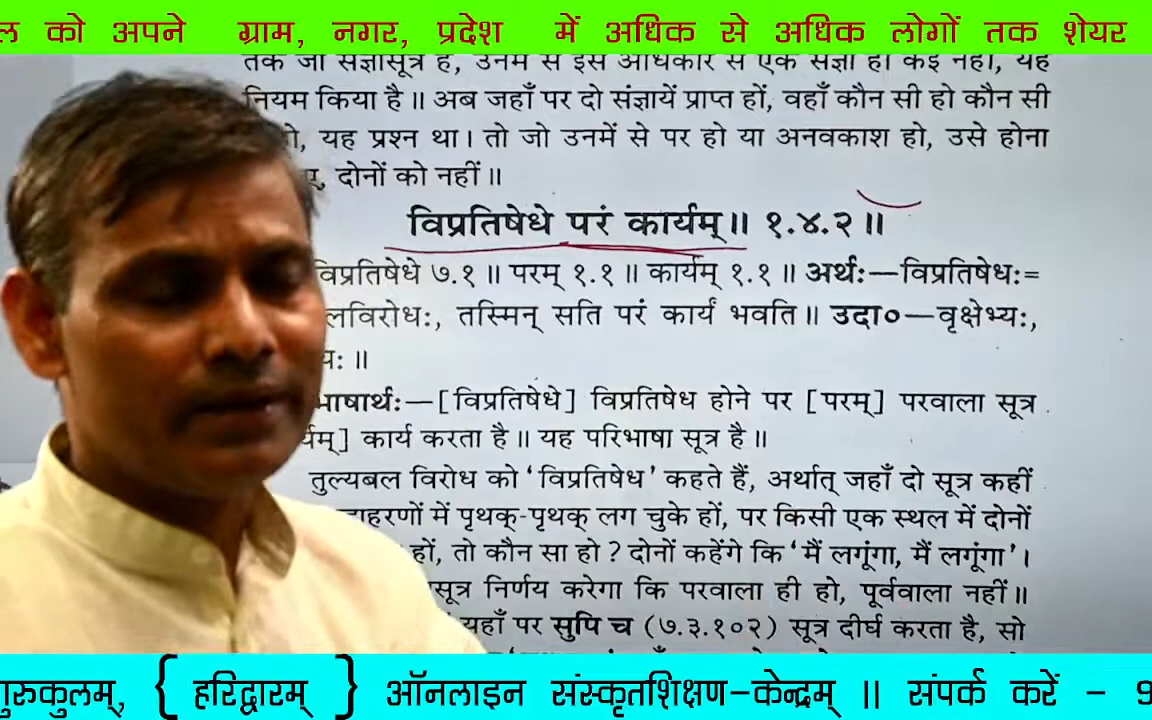 को अपने ग्राम, नगर, प्रदेश में अधिक से अधिक लोगों तक शेयर
तक जो संज्ञासूत्र हैं, उनमें से इस अधिकार से एक संज्ञा हो कई नहीं, यह
नियम किया है ॥ अब जहाँ पर दो संज्ञायें प्राप्त हों, वहाँ कौन सी हो कौन सी
यह प्रश्न था। तो जो उनमें से पर हो या अनवकाश हो, उसे होना
दोनों को नहीं ॥
विप्रतिषेधे परं कार्यम् ॥ १.४.२ ॥
विप्रतिषेधे ७.१ ॥ परम् १.१ ॥ कार्यम् १.१ ॥ अर्थः—विप्रतिषेधः=
लविरोधः, तस्मिन् सति परं कार्यं भवति ॥ उदा०—वृक्षेभ्यः,
यः ॥
भाषार्थः—[विप्रतिषेधे] विप्रतिषेध होने पर [परम्] परवाला सूत्र
र्यम्] कार्य करता है ॥ यह परिभाषा सूत्र है ॥
तुल्यबल विरोध को ‘विप्रतिषेध’ कहते हैं, अर्थात् जहाँ दो सूत्र कहीं
दाहरणों में पृथक्-पृथक् लग चुके हों, पर किसी एक स्थल में दोनों
हों, तो कौन सा हो ? दोनों कहेंगे कि ‘मैं लगूंगा, मैं लगूंगा’।
सूत्र निर्णय करेगा कि परवाला ही हो, पूर्ववाला नहीं ॥
यहाँ पर सुपि च (७.३.१०२) सूत्र दीर्घ करता है, सो
गुरुकुलम्, { हरिद्वारम् } ऑनलाइन संस्कृतशिक्षण-केन्द्रम् || संपर्क करें - 9